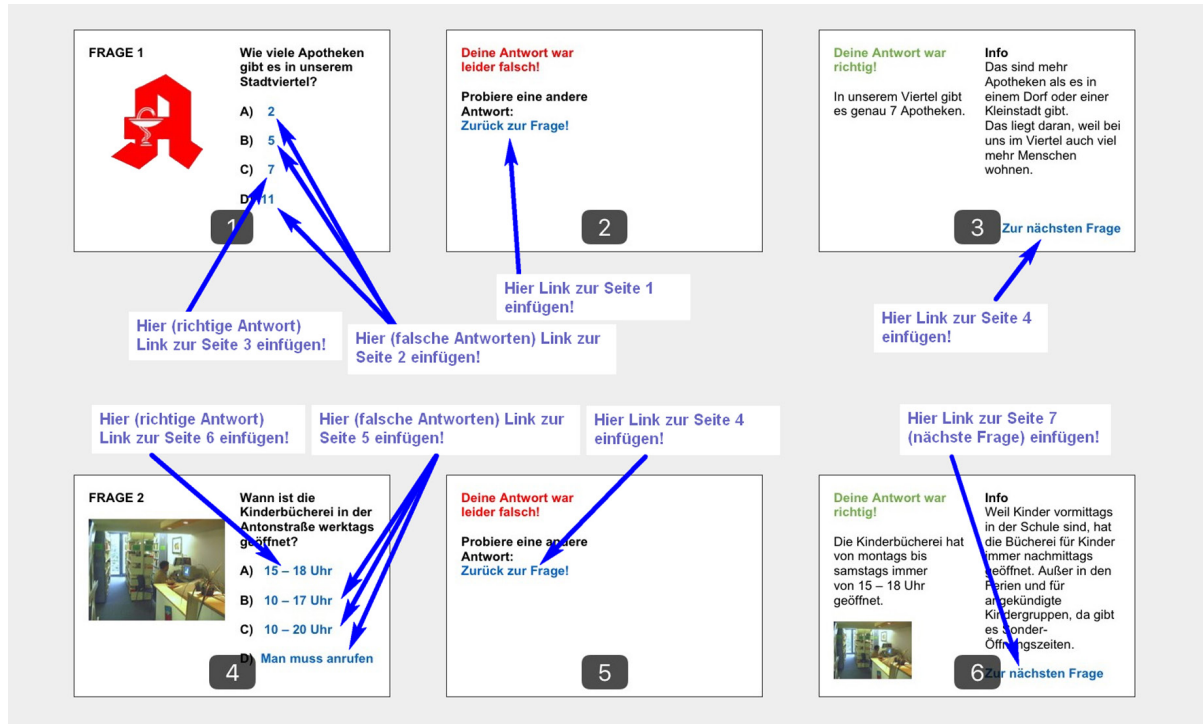 FRAGE 1
Wie viele Apotheken
gibt es in unserem
Stadtviertel?
A) 2
B) 5
C) 7
D) 11
1
Deine Antwort war
leider falsch!
Probiere eine andere
Antwort:
Zurück zur Frage!
2
Deine Antwort war
richtig!
In unserem Viertel gibt
es genau 7 Apotheken.
Info
Das sind mehr
Apotheken als es in
einem Dorf oder einer
Kleinstadt gibt.
Das liegt daran, weil bei
uns im Viertel auch viel
mehr Menschen
wohnen.
3
Zur nächsten Frage
Hier (richtige Antwort)
Link zur Seite 3 einfügen!
Hier (falsche Antworten) Link zur
Seite 2 einfügen!
Hier Link zur Seite 1
einfügen!
Hier Link zur Seite 4
einfügen!
Hier (richtige Antwort)
Link zur Seite 6 einfügen!
Hier (falsche Antworten) Link zur
Seite 5 einfügen!
Hier Link zur Seite 4
einfügen!
Hier Link zur Seite 7
(nächste Frage) einfügen!
FRAGE 2
Wann ist die
Kinderbücherei in der
Antonstraße werktags
geöffnet?
A) 15 – 18 Uhr
B) 10 – 17 Uhr
C) 10 – 20 Uhr
D) Man muss anrufen
4
Deine Antwort war
leider falsch!
Probiere eine andere
Antwort:
Zurück zur Frage!
5
Deine Antwort war
richtig!
Die Kinderbücherei hat
von montags bis
samstags immer
von 15 – 18 Uhr
geöffnet.
Info
Weil Kinder vormittags
in der Schule sind, hat
die Bücherei für Kinder
immer nachmittags
geöffnet. Außer in den
Ferien und für
angekündigte
Kindergruppen, da gibt
es Sonder-
Öffnungszeiten.
6
Zur nächsten Frage